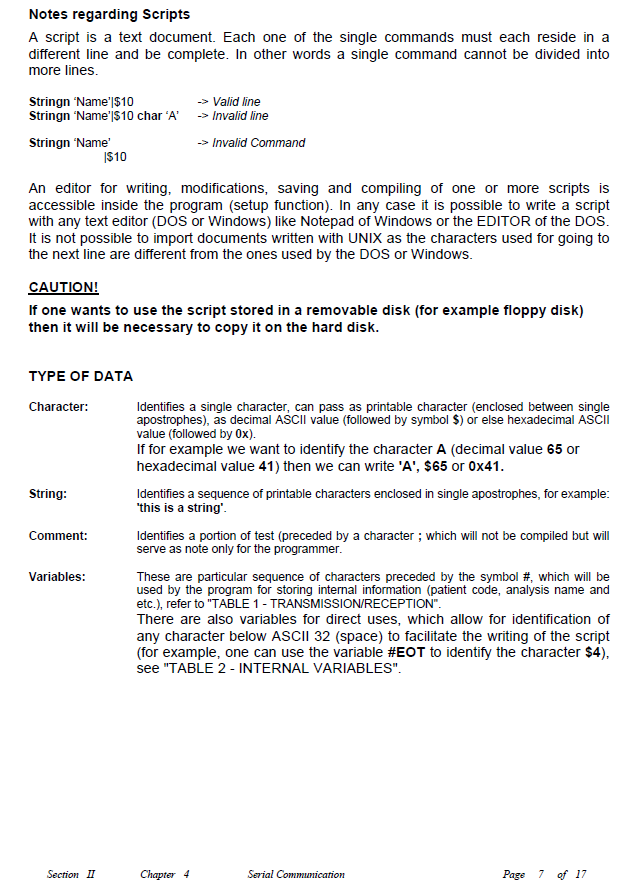 Notes regarding Scripts
A script is a text document. Each one of the single commands must each reside in a
different line and be complete. In other words a single command cannot be divided into
more lines.
Stringn ‘Name’|$10 -> Valid line
Stringn ‘Name’|$10 char ‘A’ -> Invalid line
Stringn ‘Name’ -> Invalid Command
|$10
An editor for writing, modifications, saving and compiling of one or more scripts is
accessible inside the program (setup function). In any case it is possible to write a script
with any text editor (DOS or Windows) like Notepad of Windows or the EDITOR of the DOS.
It is not possible to import documents written with UNIX as the characters used for going to
the next line are different from the ones used by the DOS or Windows.
CAUTION!
If one wants to use the script stored in a removable disk (for example floppy disk)
then it will be necessary to copy it on the hard disk.
TYPE OF DATA
Character: Identifies a single character, can pass as printable character (enclosed between single
apostrophes), as decimal ASCII value (followed by symbol $) or else hexadecimal ASCII
value (followed by 0x).
If for example we want to identify the character A (decimal value 65 or
hexadecimal value 41) then we can write 'A', $65 or 0x41.
String: Identifies a sequence of printable characters enclosed in single apostrophes, for example:
'this is a string'.
Comment: Identifies a portion of test (preceded by a character ; which will not be compiled but will
serve as note only for the programmer.
Variables: These are particular sequence of characters preceded by the symbol #, which will be
used by the program for storing internal information (patient code, analysis name and
etc.), refer to "TABLE 1 - TRANSMISSION/RECEPTION".
There are also variables for direct uses, which allow for identification of
any character below ASCII 32 (space) to facilitate the writing of the script
(for example, one can use the variable #EOT to identify the character $4),
see "TABLE 2 - INTERNAL VARIABLES".
Section II Chapter 4 Serial Communication Page 7 of 17